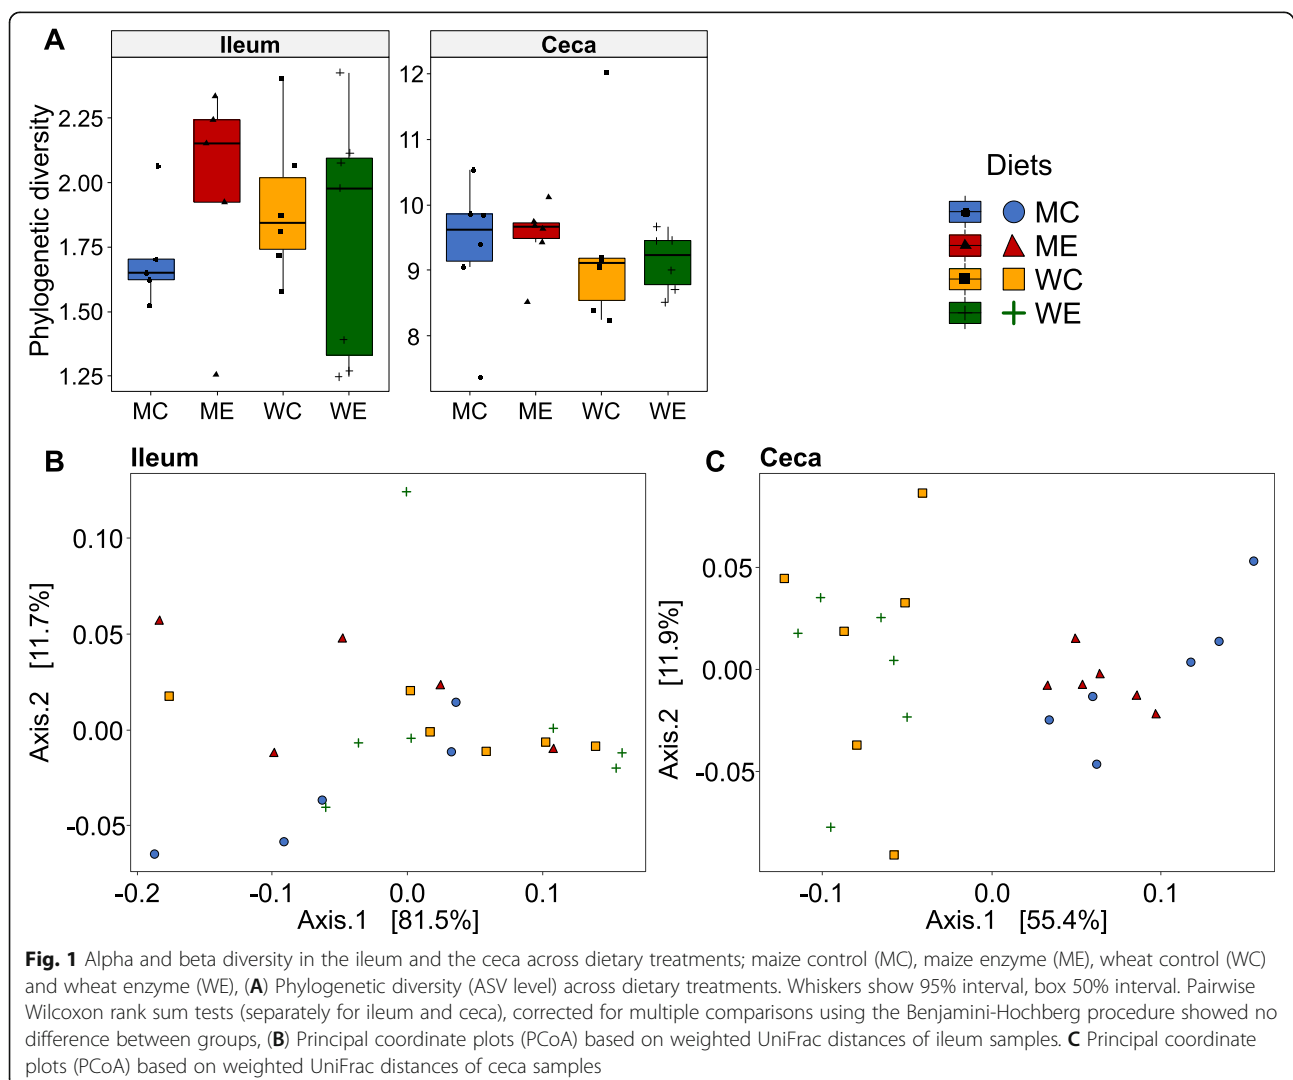 A
Ileum
Ceca
Phylogenetic diversity
2.25
2.00
1.75
1.50
1.25
12
11
10
9
8
MC ME WC WE
MC ME WC WE
Diets
MC
ME
WC
WE
B Ileum
Axis.2 [11.7%]
0.10
0.05
0.00
-0.05
-0.2 -0.1 0.0 0.1
Axis.1 [81.5%]
C Ceca
Axis.2 [11.9%]
0.05
0.00
-0.05
-0.1 0.0 0.1
Axis.1 [55.4%]
Fig. 1 Alpha and beta diversity in the ileum and the ceca across dietary treatments; maize control (MC), maize enzyme (ME), wheat control (WC)
and wheat enzyme (WE), (A) Phylogenetic diversity (ASV level) across dietary treatments. Whiskers show 95% interval, box 50% interval. Pairwise
Wilcoxon rank sum tests (separately for ileum and ceca), corrected for multiple comparisons using the Benjamini-Hochberg procedure showed no
difference between groups, (B) Principal coordinate plots (PCoA) based on weighted UniFrac distances of ileum samples. C Principal coordinate
plots (PCoA) based on weighted UniFrac distances of ceca samples